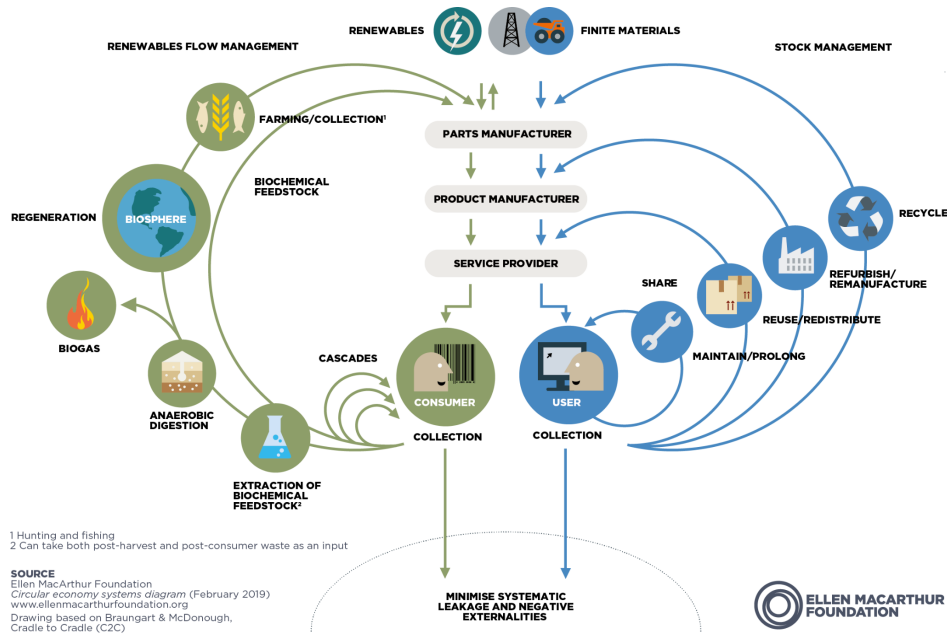 RENEWABLES
FINITE MATERIALS
RENEWABLES FLOW MANAGEMENT
STOCK MANAGEMENT
FARMING/COLLECTION¹
PARTS MANUFACTURER
BIOCHEMICAL
FEEDSTOCK
PRODUCT MANUFACTURER
REGENERATION
BIOSPHERE
RECYCLE
SERVICE PROVIDER
SHARE
REFURBISH/
REMANUFACTURE
REUSE/REDISTRIBUTE
BIOGAS
CASCADES
MAINTAIN/PROLONG
CONSUMER
USER
ANAEROBIC
DIGESTION
COLLECTION
COLLECTION
EXTRACTION OF
BIOCHEMICAL
FEEDSTOCK²
1 Hunting and fishing
2 Can take both post-harvest and post-consumer waste as an input
SOURCE
Ellen MacArthur Foundation
Circular economy systems diagram (February 2019)
www.ellenmacarthurfoundation.org
Drawing based on Braungart & McDonough,
Cradle to Cradle (C2C)
MINIMISE SYSTEMATIC
LEAKAGE AND NEGATIVE
EXTERNALITIES
ELLEN MACARTHUR
FOUNDATION